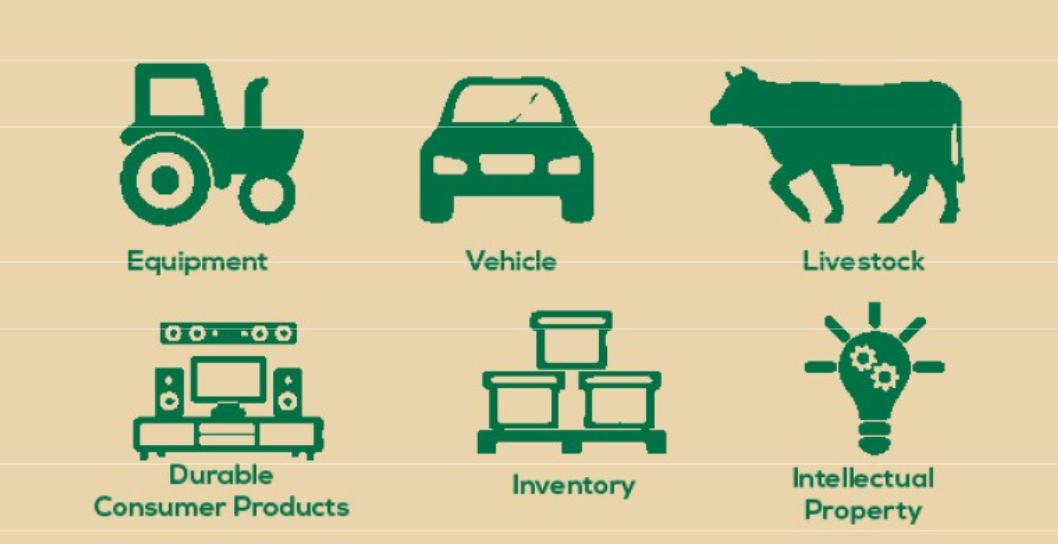 Equipment
Vehicle
Livestock
Durable
Consumer Products
Inventory
Intellectual
Property